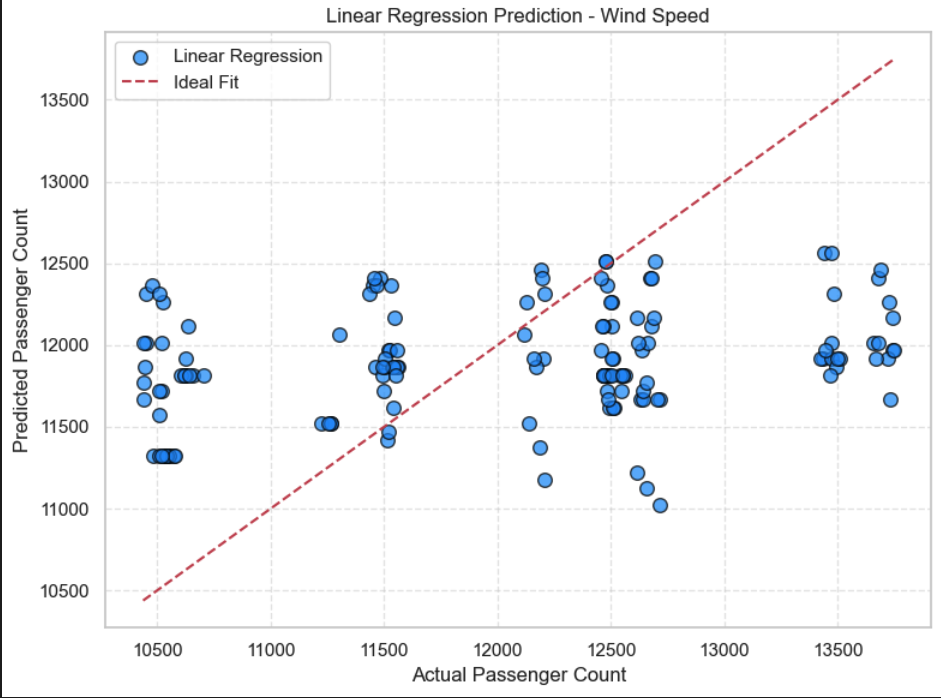 Linear Regression Prediction - Wind Speed
Linear Regression
Ideal Fit
Predicted Passenger Count
13500
13000
12500
12000
11500
11000
10500
10500 11000 11500 12000 12500 13000 13500
Actual Passenger Count